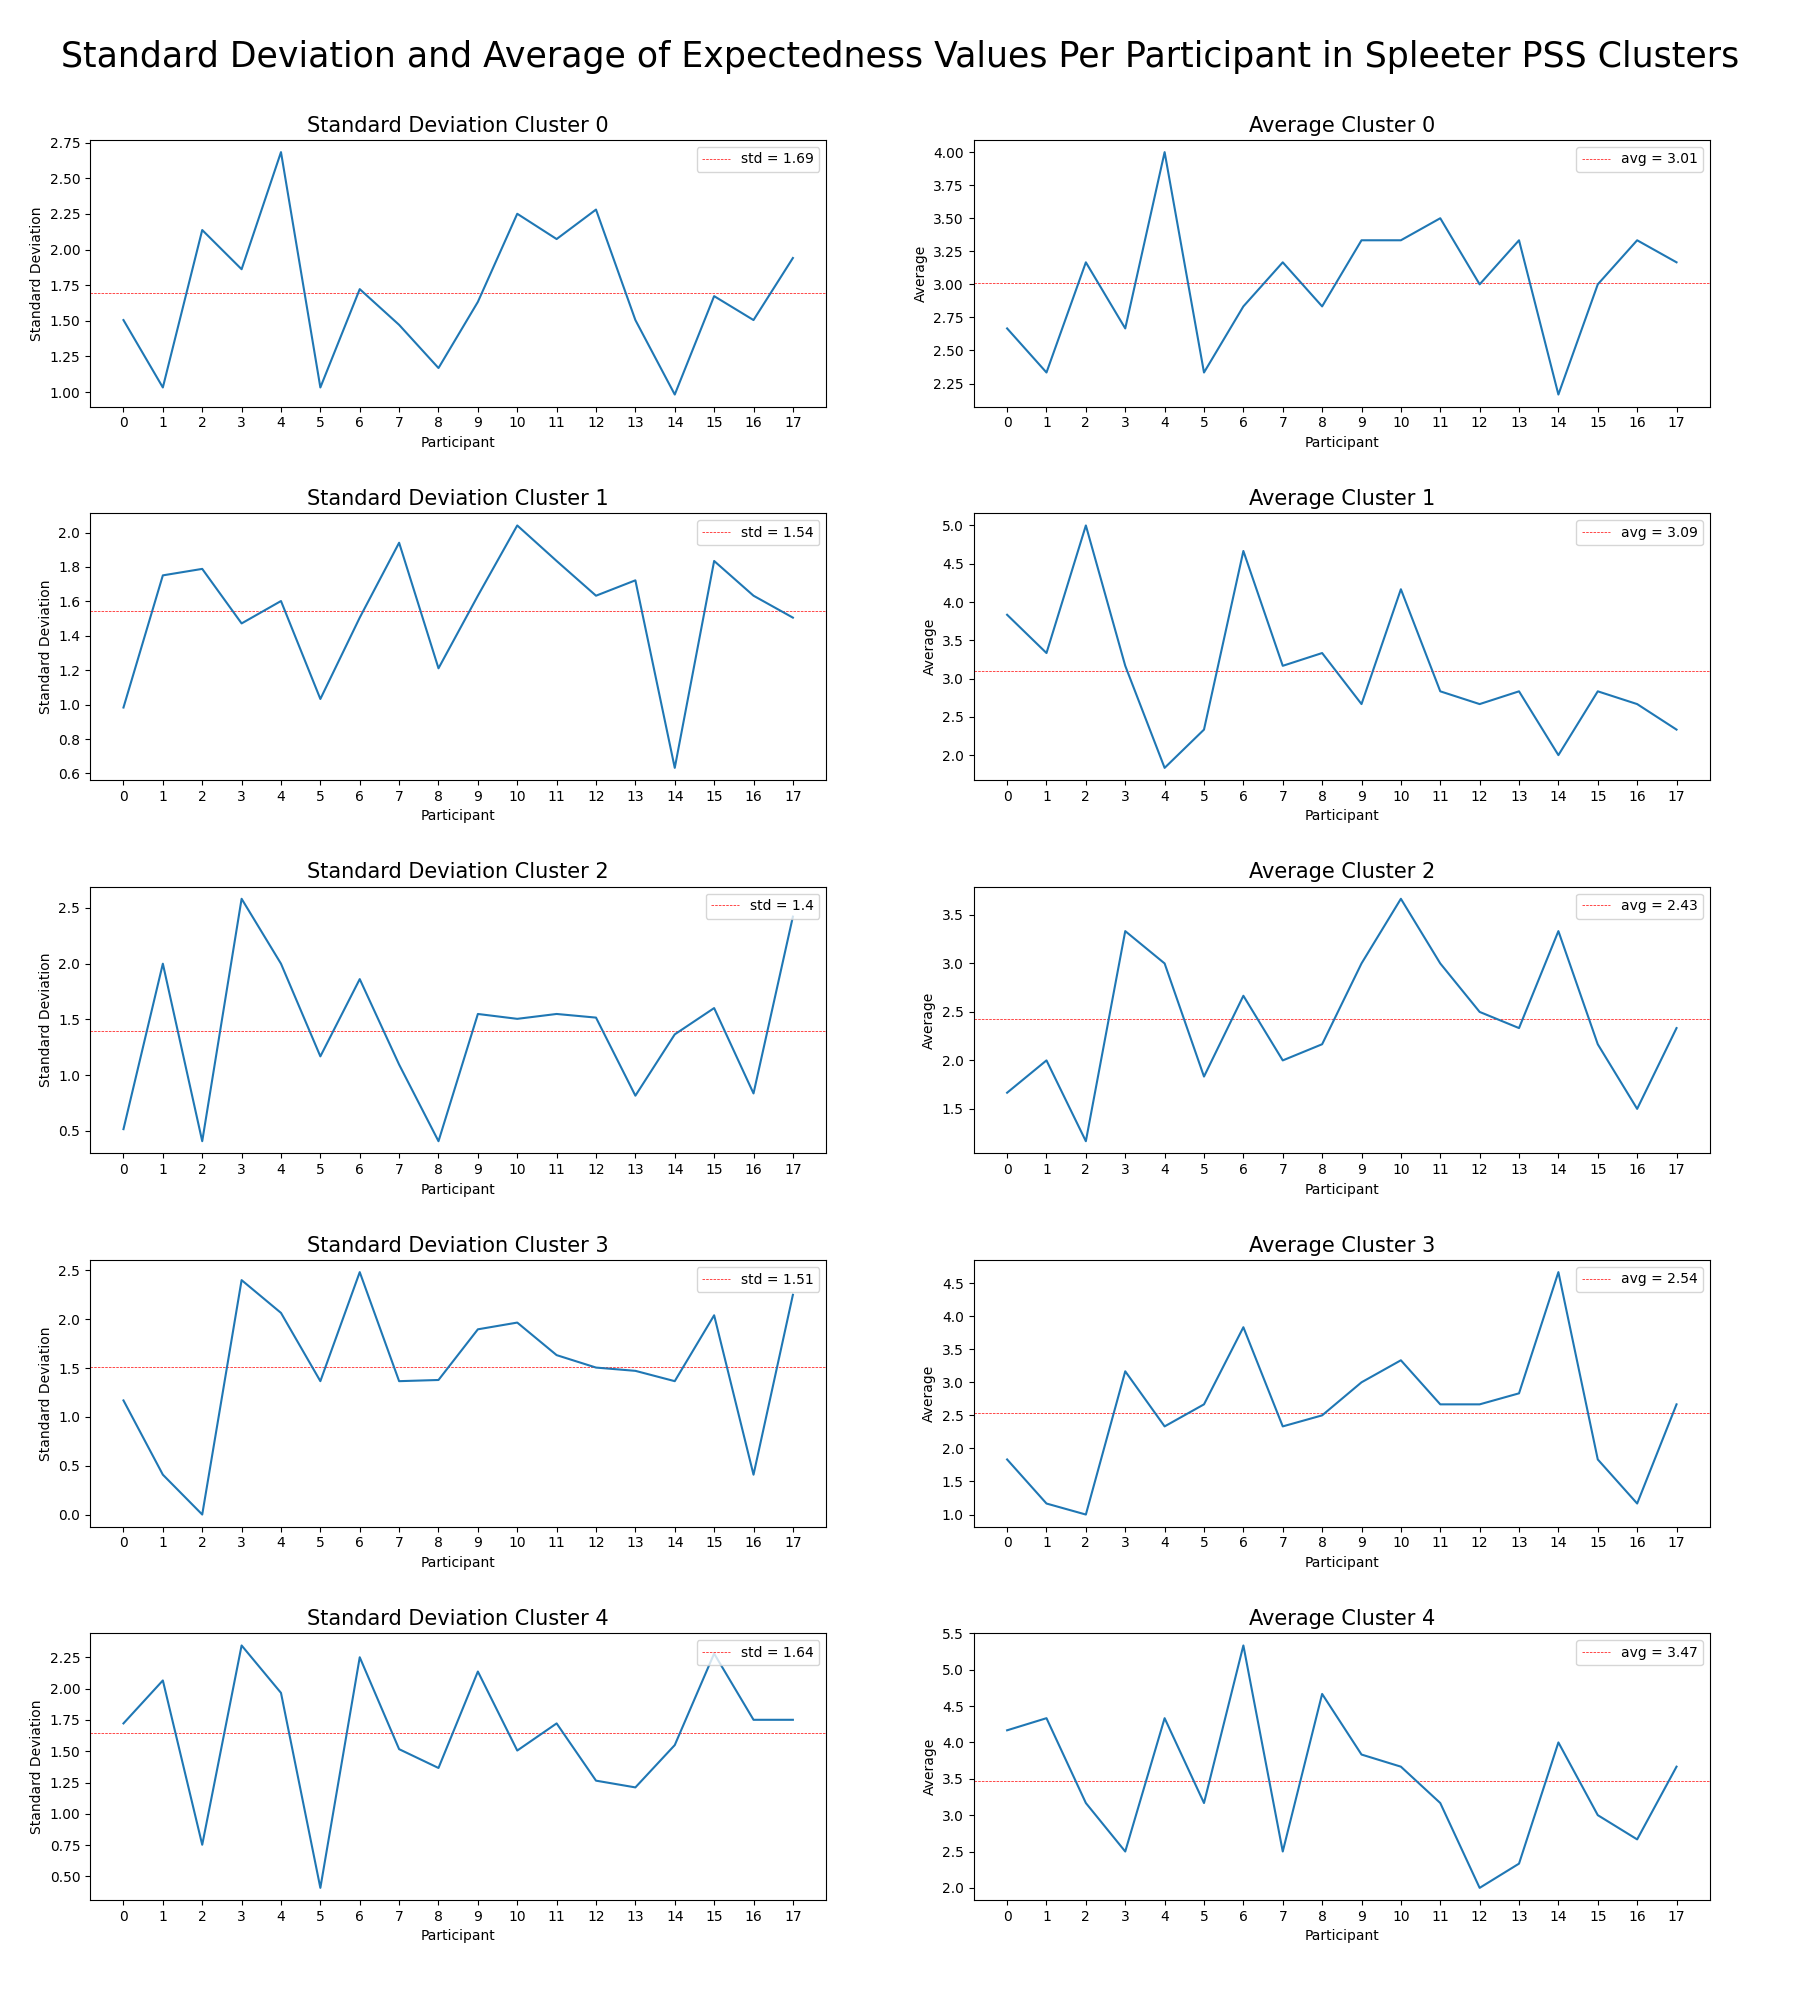 Standard Deviation and Average of Expectedness Values Per Participant in Spleeter PSS Clusters
Standard Deviation Cluster 0
std = 1.69
Standard Deviation
2.75
2.50
2.25
2.00
1.75
1.50
1.25
1.00
0 1 2 3 4 5 6 7 8 9 10 11 12 13 14 15 16 17
Participant
Average Cluster 0
avg = 3.01
Average
4.00
3.75
3.50
3.25
3.00
2.75
2.50
2.25
0 1 2 3 4 5 6 7 8 9 10 11 12 13 14 15 16 17
Participant
Standard Deviation Cluster 1
std = 1.54
Standard Deviation
2.0
1.8
1.6
1.4
1.2
1.0
0.8
0.6
0 1 2 3 4 5 6 7 8 9 10 11 12 13 14 15 16 17
Participant
Average Cluster 1
avg = 3.09
Average
5.0
4.5
4.0
3.5
3.0
2.5
2.0
0 1 2 3 4 5 6 7 8 9 10 11 12 13 14 15 16 17
Participant
Standard Deviation Cluster 2
std = 1.4
Standard Deviation
2.5
2.0
1.5
1.0
0.5
0 1 2 3 4 5 6 7 8 9 10 11 12 13 14 15 16 17
Participant
Average Cluster 2
avg = 2.43
Average
3.5
3.0
2.5
2.0
1.5
0 1 2 3 4 5 6 7 8 9 10 11 12 13 14 15 16 17
Participant
Standard Deviation Cluster 3
std = 1.51
Standard Deviation
2.5
2.0
1.5
1.0
0.5
0.0
0 1 2 3 4 5 6 7 8 9 10 11 12 13 14 15 16 17
Participant
Average Cluster 3
avg = 2.54
Average
4.5
4.0
3.5
3.0
2.5
2.0
1.5
1.0
0 1 2 3 4 5 6 7 8 9 10 11 12 13 14 15 16 17
Participant
Standard Deviation Cluster 4
std = 1.64
Standard Deviation
2.25
2.00
1.75
1.50
1.25
1.00
0.75
0.50
0 1 2 3 4 5 6 7 8 9 10 11 12 13 14 15 16 17
Participant
Average Cluster 4
avg = 3.47
Average
5.5
5.0
4.5
4.0
3.5
3.0
2.5
2.0
0 1 2 3 4 5 6 7 8 9 10 11 12 13 14 15 16 17
Participant